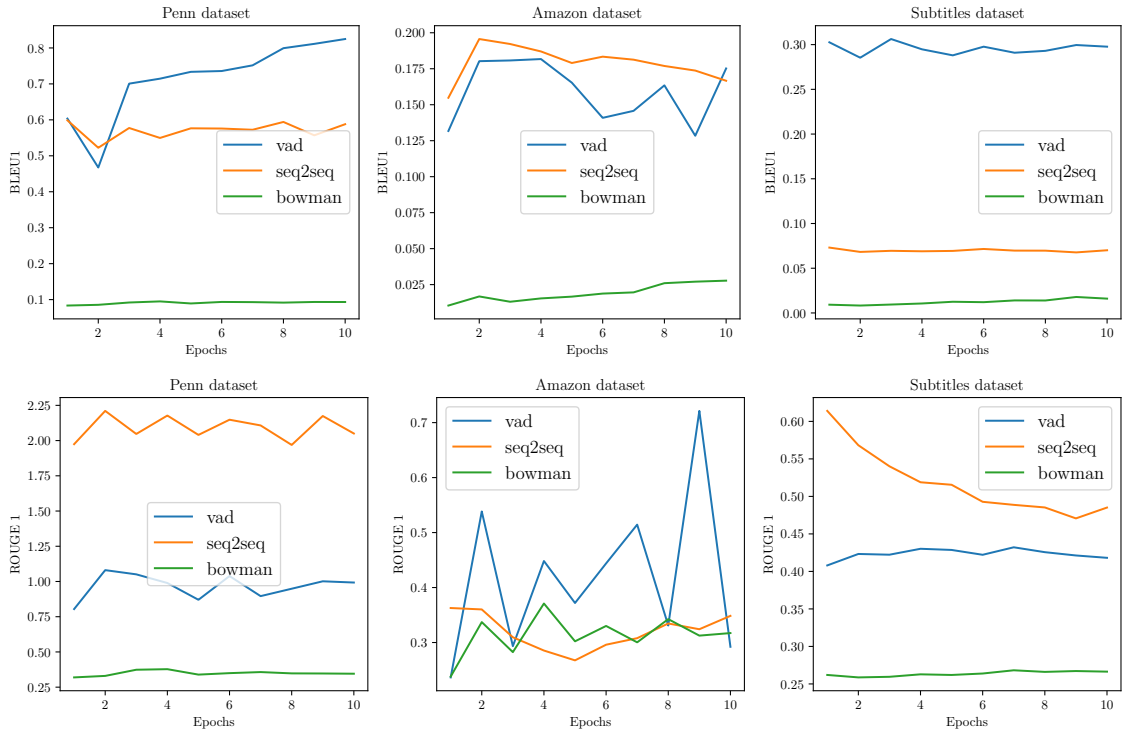 Penn dataset
0.8
0.7
0.6
0.5
0.4
0.3
0.2
0.1
BLEU1
vad
seq2seq
bowman
2 4 6 8 10
Epochs
Amazon dataset
0.200
0.175
0.150
0.125
0.100
0.075
0.050
0.025
BLEU1
vad
seq2seq
bowman
2 4 6 8 10
Epochs
Subtitles dataset
0.30
0.25
0.20
0.15
0.10
0.05
0.00
BLEU1
vad
seq2seq
bowman
2 4 6 8 10
Epochs
Penn dataset
2.25
2.00
1.75
1.50
1.25
1.00
0.75
0.50
0.25
ROUGE 1
vad
seq2seq
bowman
2 4 6 8 10
Epochs
Amazon dataset
0.7
0.6
0.5
0.4
0.3
ROUGE 1
vad
seq2seq
bowman
2 4 6 8 10
Epochs
Subtitles dataset
0.60
0.55
0.50
0.45
0.40
0.35
0.30
0.25
ROUGE 1
vad
seq2seq
bowman
2 4 6 8 10
Epochs